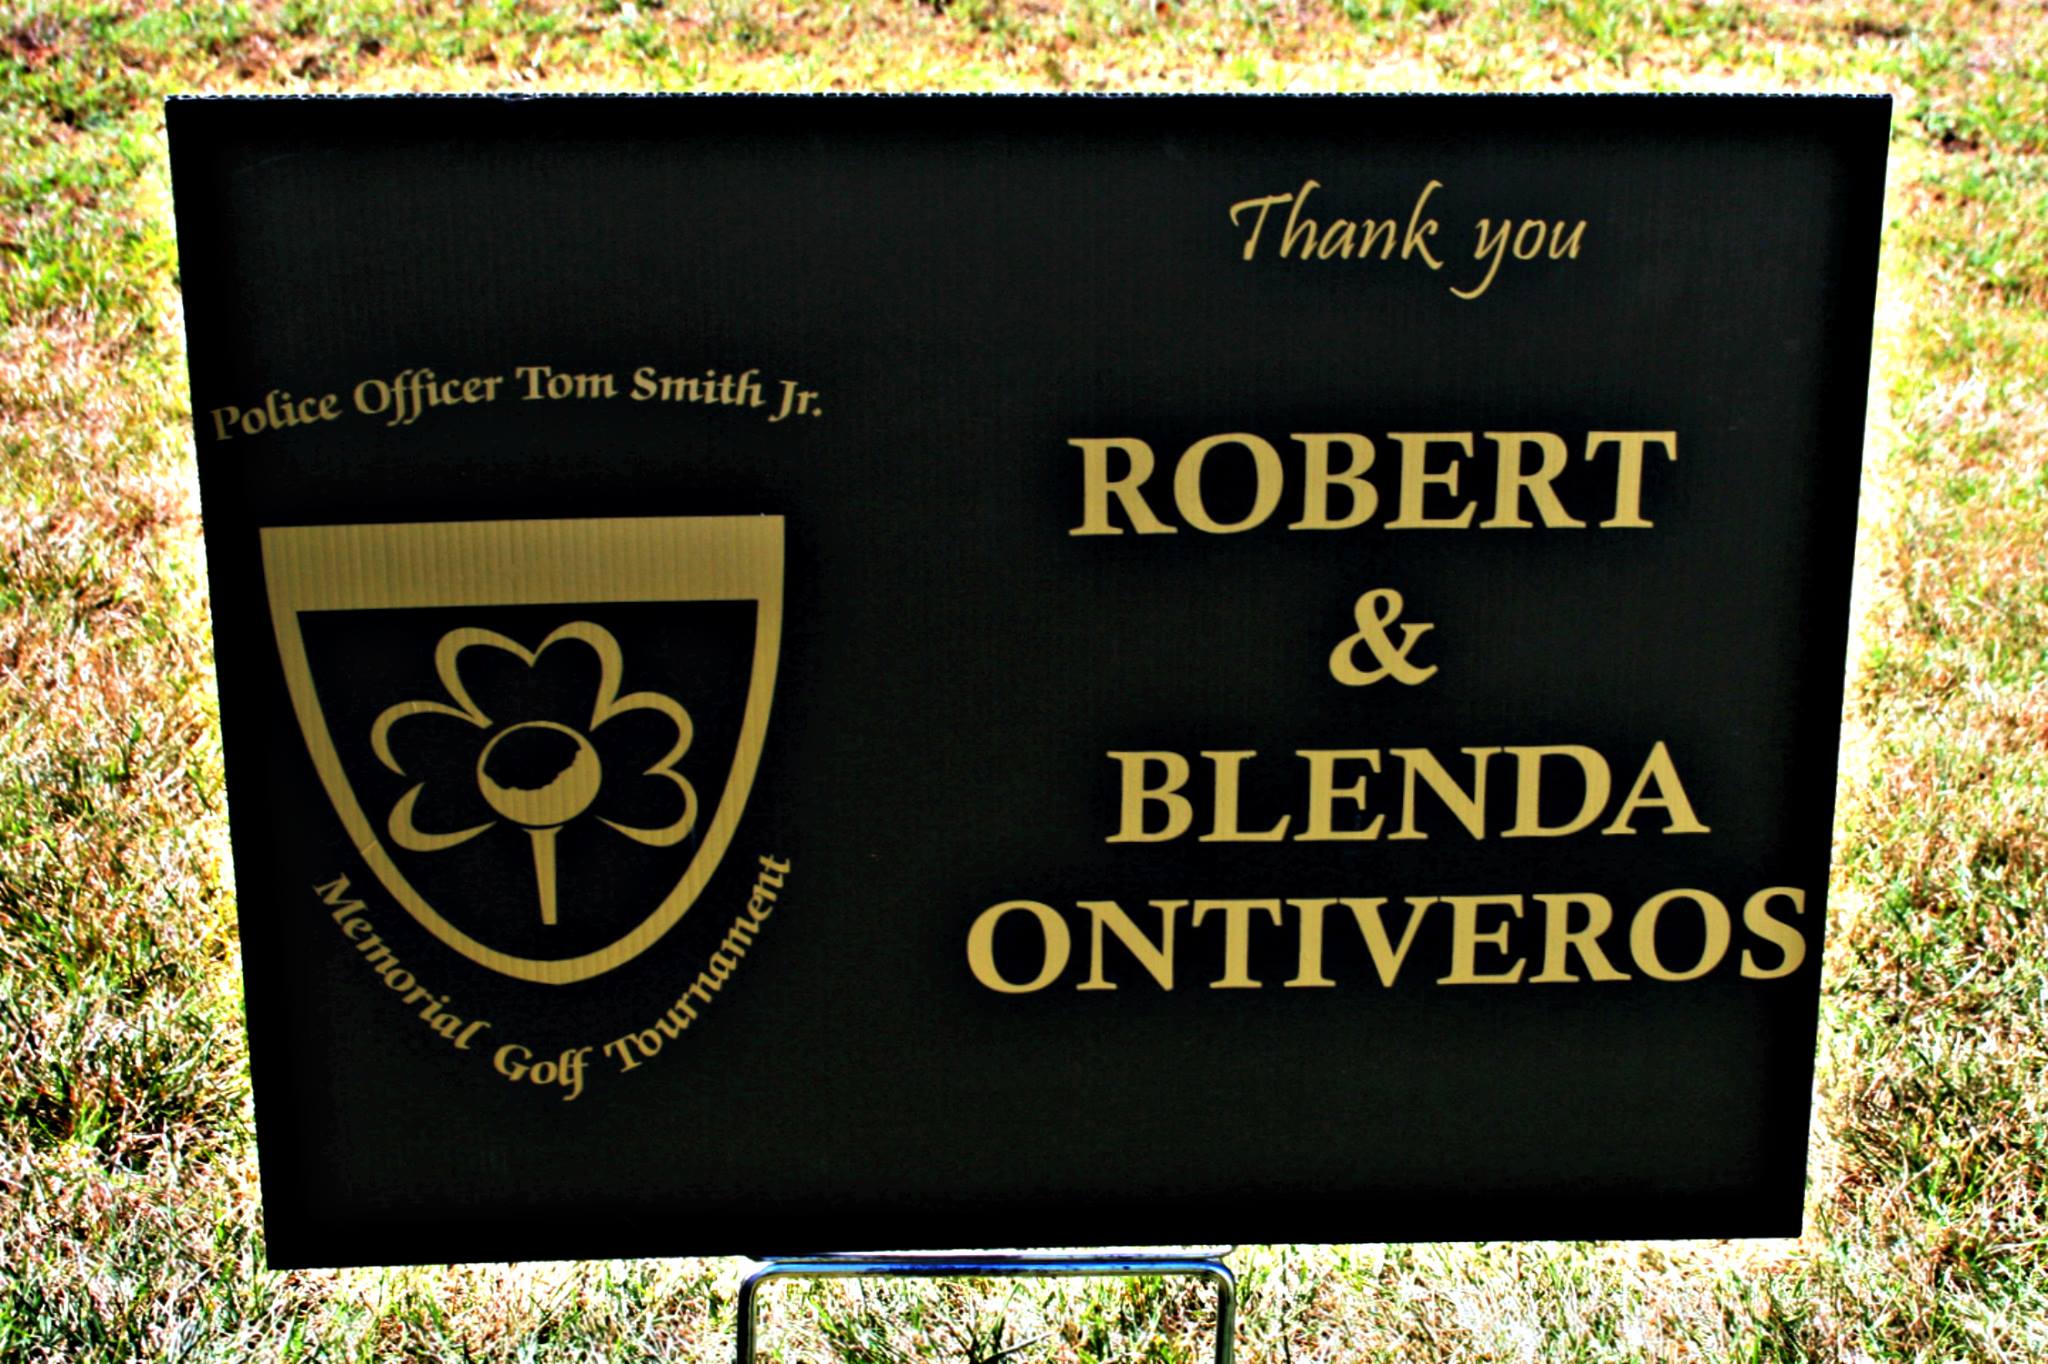 Police Officer Tom Smith Jr.
Memorial Golf Tournament
Thank you
ROBERT
&
BLENDA
ONTIVEROS